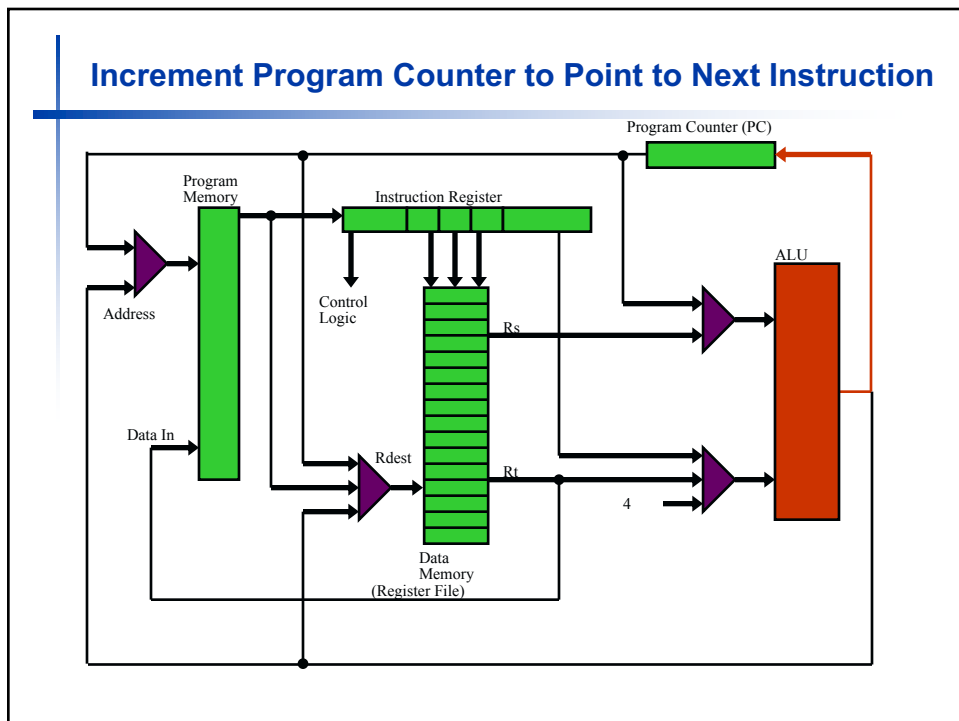 Increment Program Counter to Point to Next Instruction
Program Counter (PC)
Program
Memory
Instruction Register
ALU
Control
Logic
Address
Rs
Data In
Rdest
Rt
4
Data
Memory
(Register File)